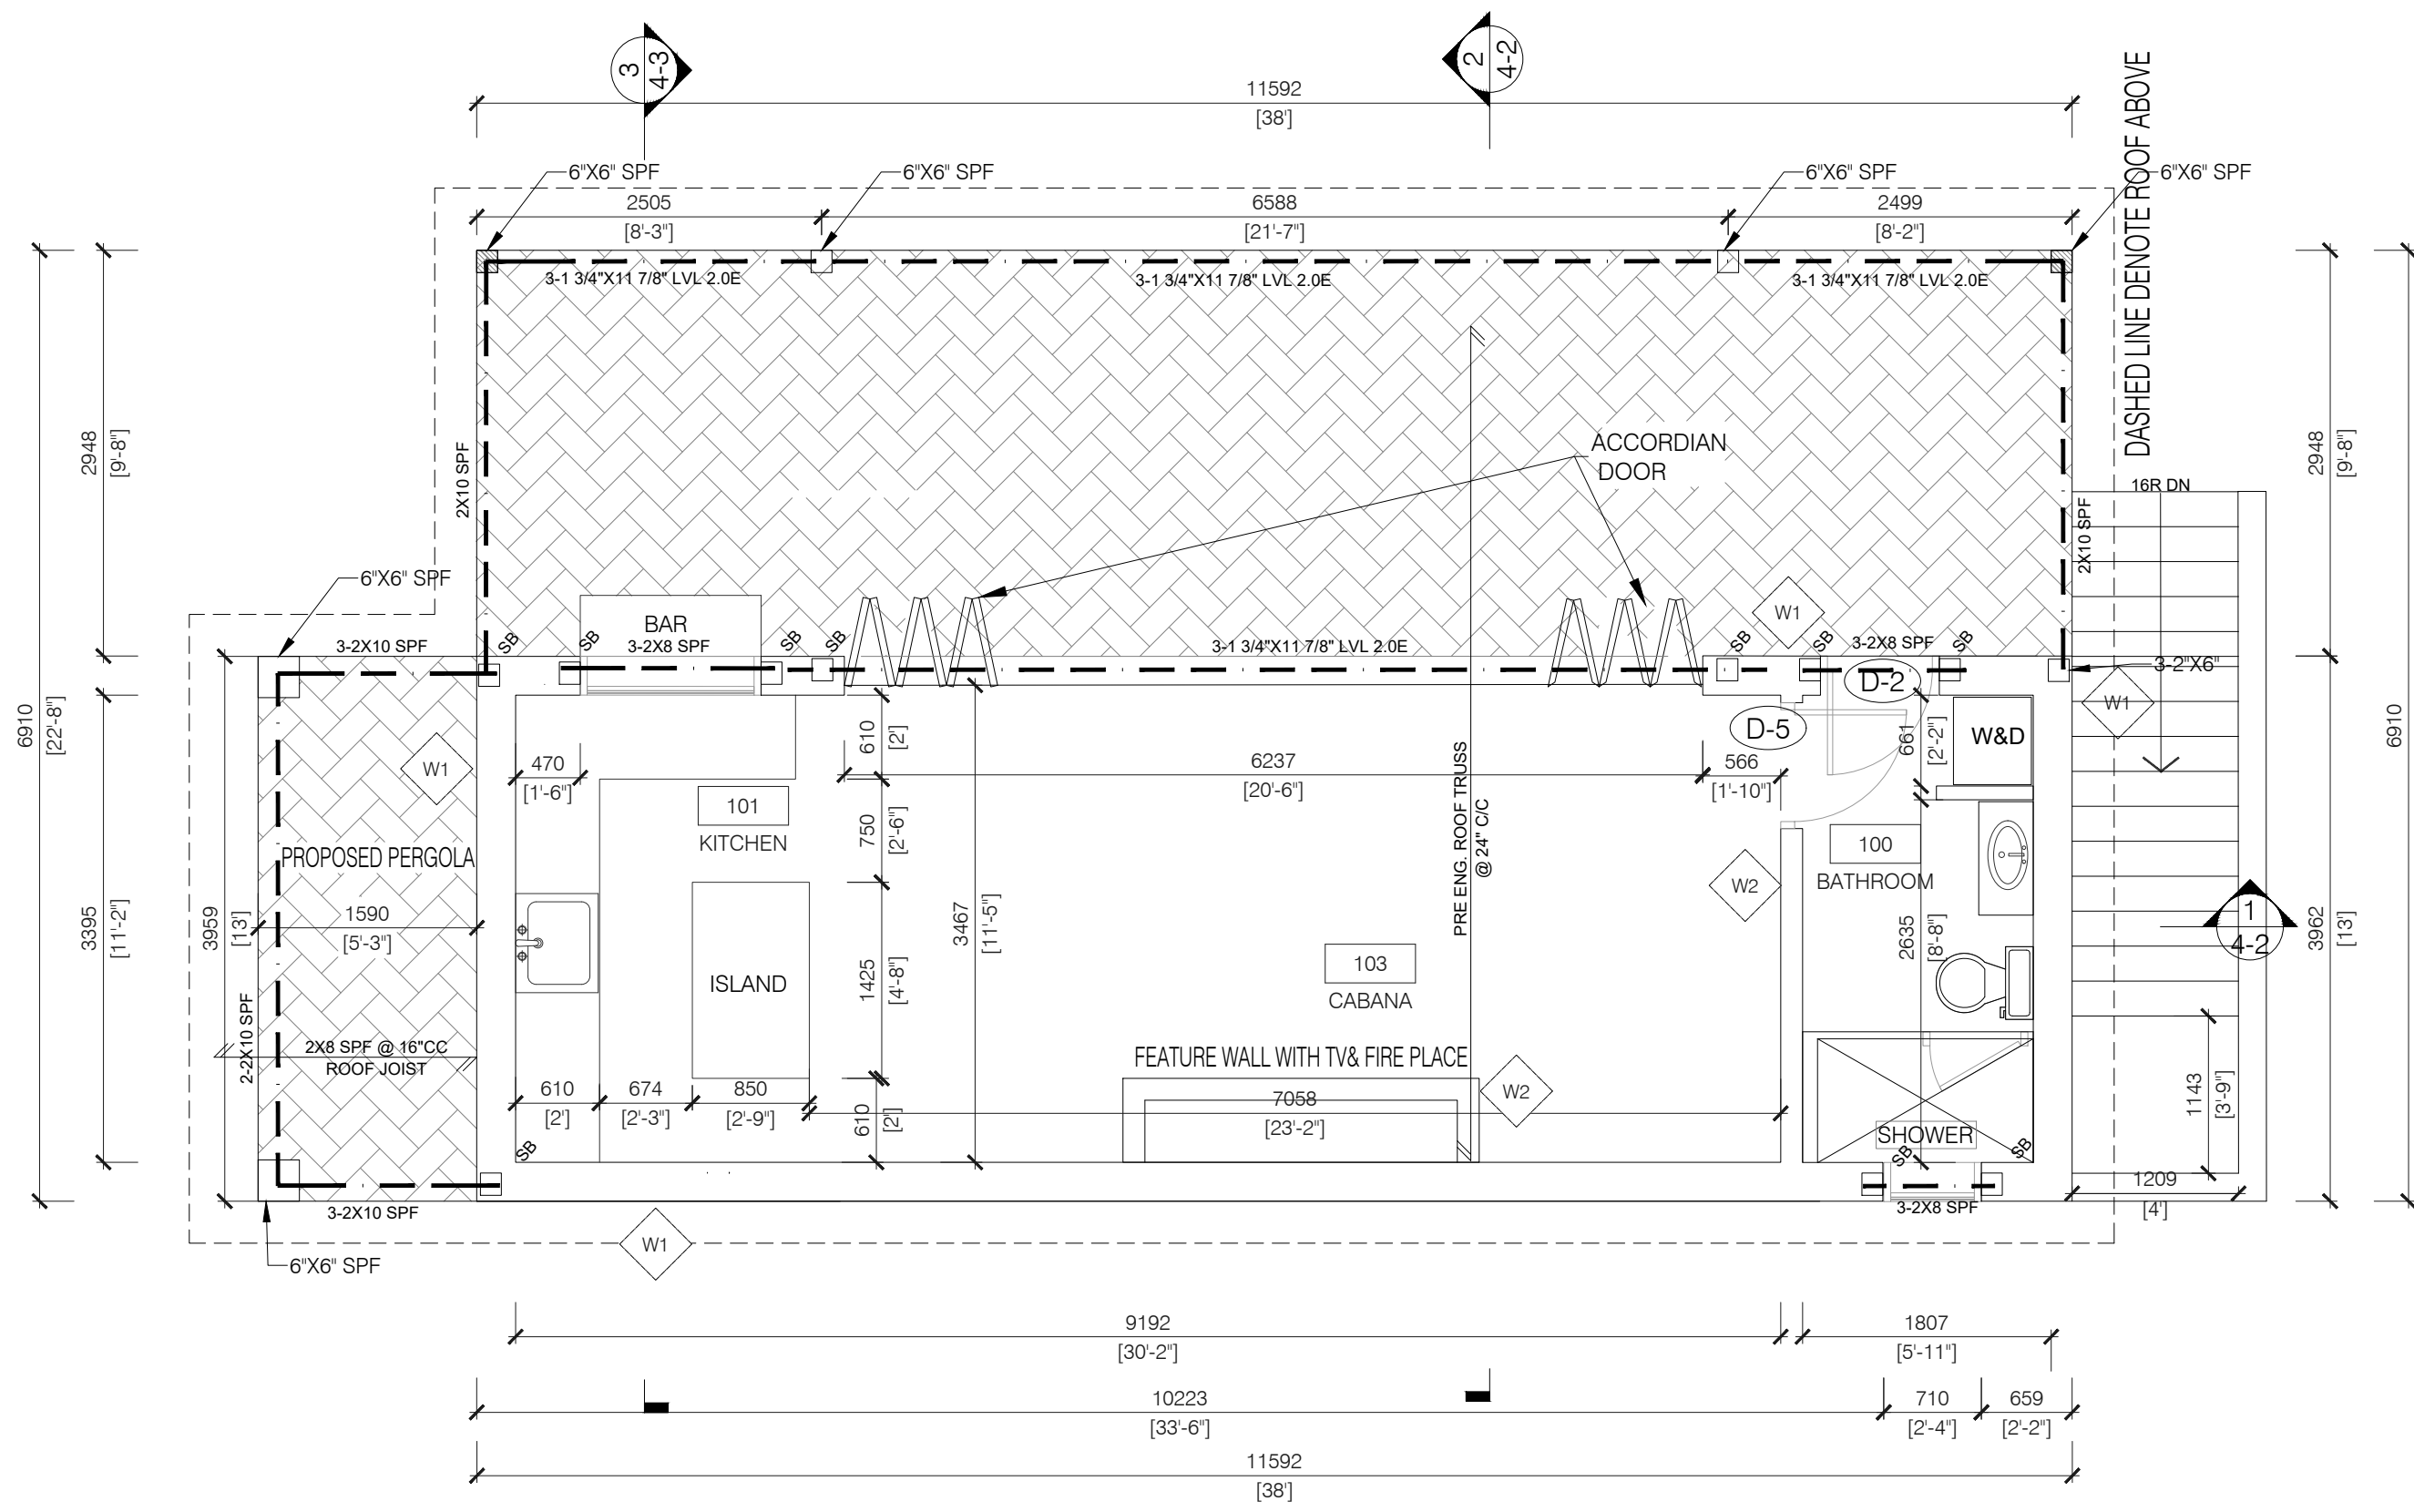 3
4-3
2
4-2
11592
[38']
DASHED LINE DENOTE ROOF ABOVE
6"X6" SPF
6"X6" SPF
6"X6" SPF
6"X6" SPF
2505
[8'-3"]
6588
[21'-7"]
2499
[8'-2"]
3-1 3/4"X11 7/8" LVL 2.0E
3-1 3/4"X11 7/8" LVL 2.0E
3-1 3/4"X11 7/8" LVL 2.0E
2948
[9'-8"]
2X10 SPF
ACCORDIAN
DOOR
2948
[9'-8"]
16R DN
2X10 SPF
6910
[22'-8"]
6910
6"X6" SPF
3-2X10 SPF
SB
SB
BAR
3-2X8 SPF
SB
SB
3-1 3/4"X11 7/8" LVL 2.0E
SB
W1
SB
3-2X8 SPF
SB
3-2"X6"
D-2
W1
D-5
W&D
W1
610
[2']
470
[1'-6"]
6237
[20'-6"]
566
[1'-10"]
661
[2'-2"]
PRE ENG. ROOF TRUSS
@ 24" C/C
101
KITCHEN
750
[2'-6"]
100
BATHROOM
PROPOSED PERGOLA
W2
3395
[11'-2"]
3959
[13']
1590
[5'-3"]
3467
[11'-5"]
2635
[8'-8"]
1
4-2
3962
[13']
103
CABANA
ISLAND
1425
[4'-8"]
2-2X10 SPF
2X8 SPF @ 16"CC
ROOF JOIST
FEATURE WALL WITH TV& FIRE PLACE
W2
610
[2']
674
[2'-3"]
850
[2'-9"]
610
[2']
7058
[23'-2"]
1143
[3'-9"]
SHOWER
SB
SB
SB
3-2X10 SPF
3-2X8 SPF
1209
[4']
W1
6"X6" SPF
9192
[30'-2"]
1807
[5'-11"]
10223
[33'-6"]
710
[2'-4"]
659
[2'-2"]
11592
[38']